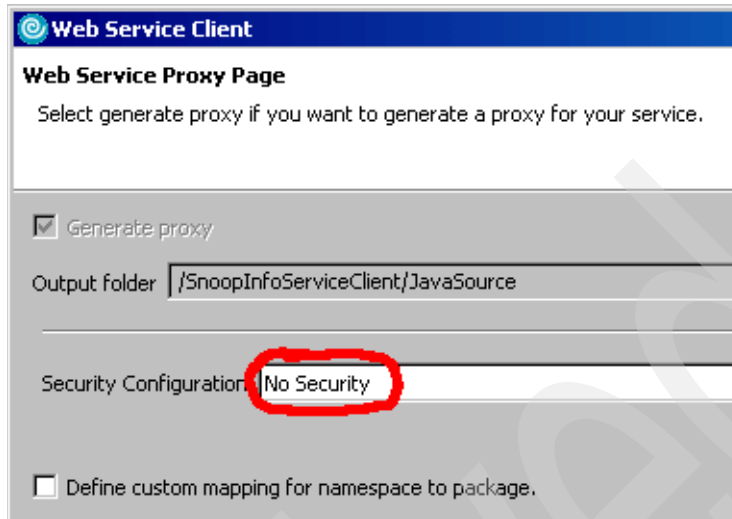 Web Service Client
Web Service Proxy Page
Select generate proxy if you want to generate a proxy for your service.
Generate proxy
Output folder /SnoopInfoServiceClient/JavaSource
Security Configuration No Security
Define custom mapping for namespace to package.